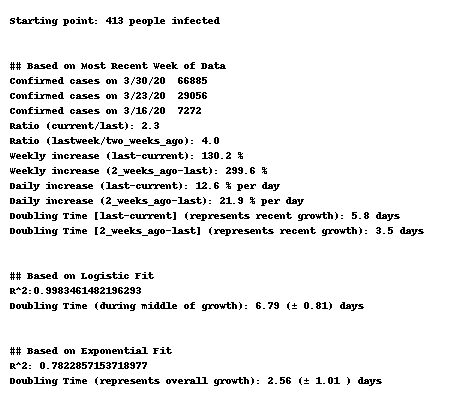 Starting point: 413 people infected
## Based on Most Recent Week of Data
Confirmed cases on 3/30/20 66885
Confirmed cases on 3/23/20 29056
Confirmed cases on 3/16/20 7272
Ratio (current/last): 2.3
Ratio (lastweek/two_weeks_ago): 4.0
Weekly increase (last-current): 130.2 %
Weekly increase (2_weeks_ago-last): 299.6 %
Daily increase (last-current): 12.6 % per day
Daily increase (2_weeks_ago-last): 21.9 % per day
Doubling Time [last-current] (represents recent growth): 5.8 days
Doubling Time [2_weeks_ago-last] (represents recent growth): 3.5 days
## Based on Logistic Fit
R^2:0.9983461482196293
Doubling Time (during middle of growth): 6.79 (± 0.81) days
## Based on Exponential Fit
R^2: 0.7822857153718977
Doubling Time (represents overall growth): 2.56 (± 1.01 ) days